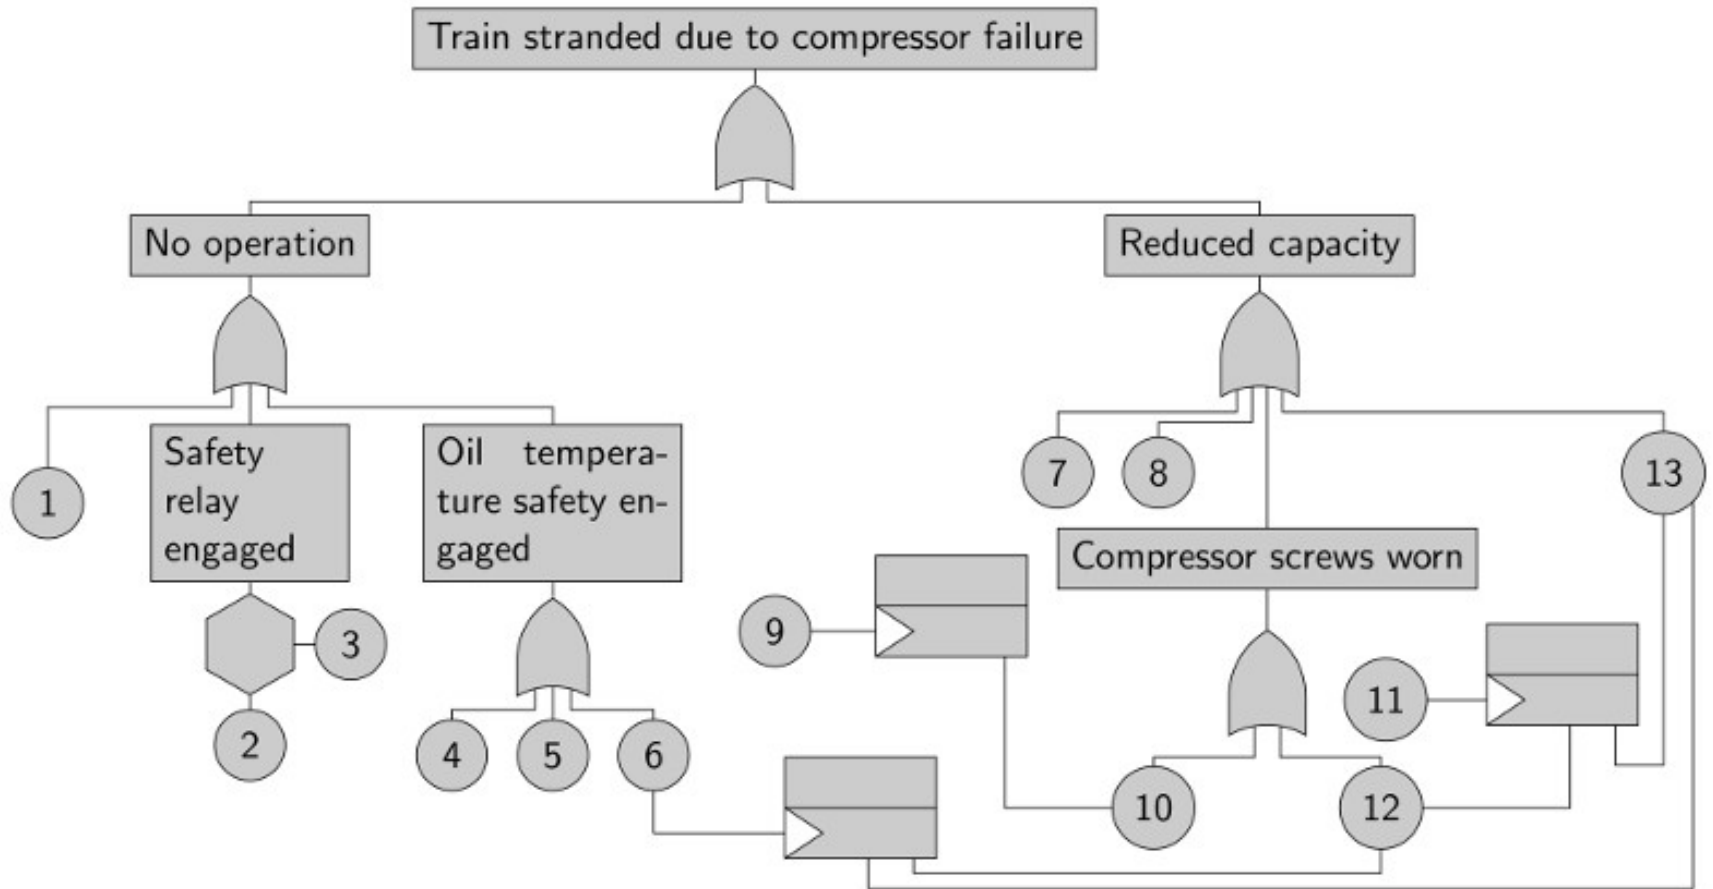 Train stranded due to compressor failure
No operation
Reduced capacity
1
Safety
relay
engaged
Oil tempera-
ture safety en-
gaged
7
8
13
Compressor screws worn
3
9
11
2
4
5
6
10
12